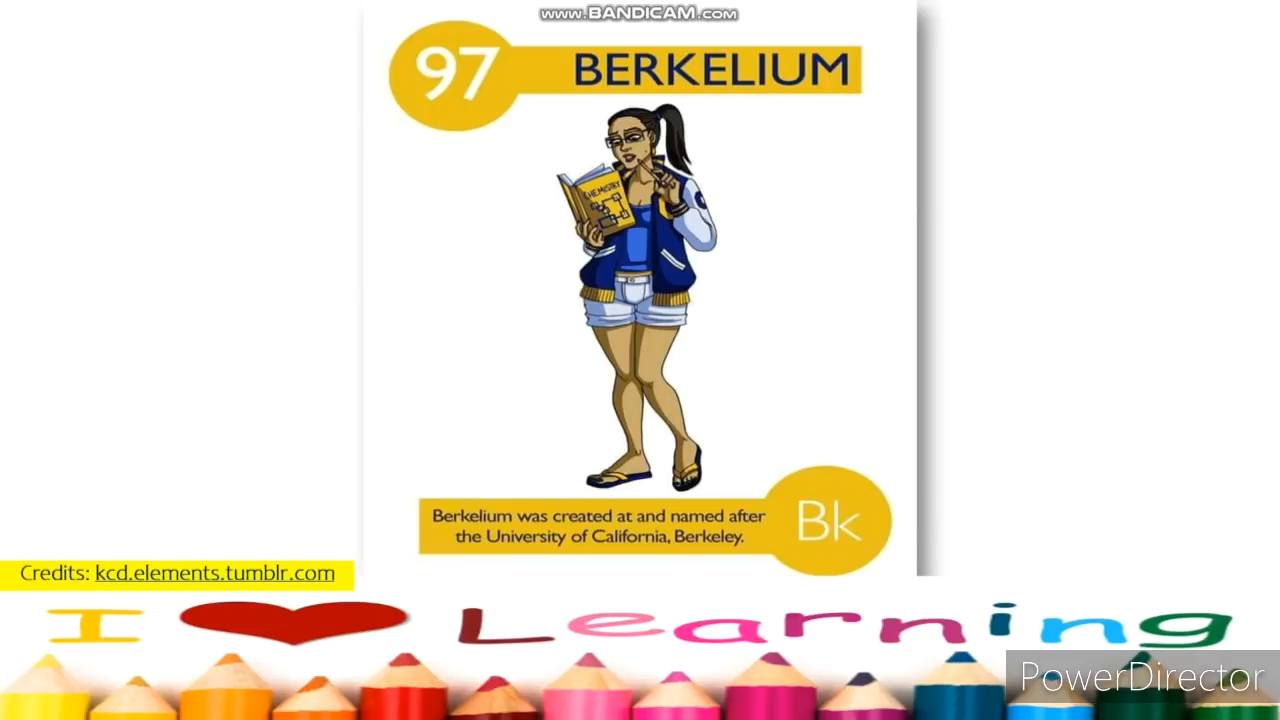 www.BANDICAM.com
97 BERKELIUM
CHEMISTRY
Berkelium was created at and named after
the University of California, Berkeley.
Bk
Credits: kcd.elements.tumblr.com
I Learning
PowerDirector